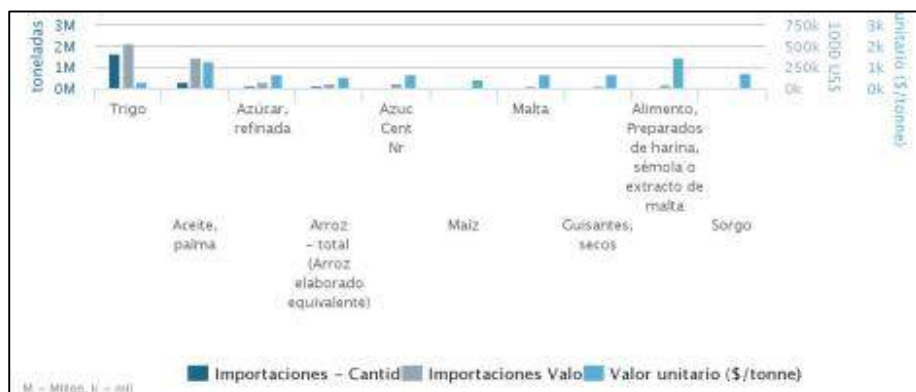 3M
2M
1M
0M
toneladas
750k
500k
250k
0k
1000 US$
3k
2k
1k
0k
unitario ($/tonne)
Trigo
Aceite,
palma
Azúcar,
refinada
Arroz
– total
(Arroz
elaborado
equivalente)
Azuc
Cent
Nr
Maíz
Malta
Guisantes,
secos
Alimento,
Preparados
de harina,
sémola o
extracto de
malta
Sorgo
Importaciones – Cantid
Importaciones Valo
Valor unitario ($/tonne)
M = Millón, k = mil